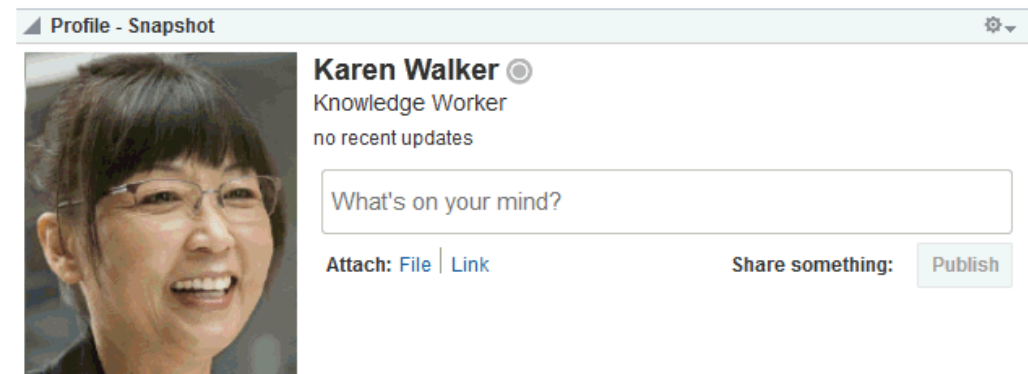 Profile - Snapshot
Karen Walker
Knowledge Worker
no recent updates
What's on your mind?
Attach: File | Link Share something: Publish